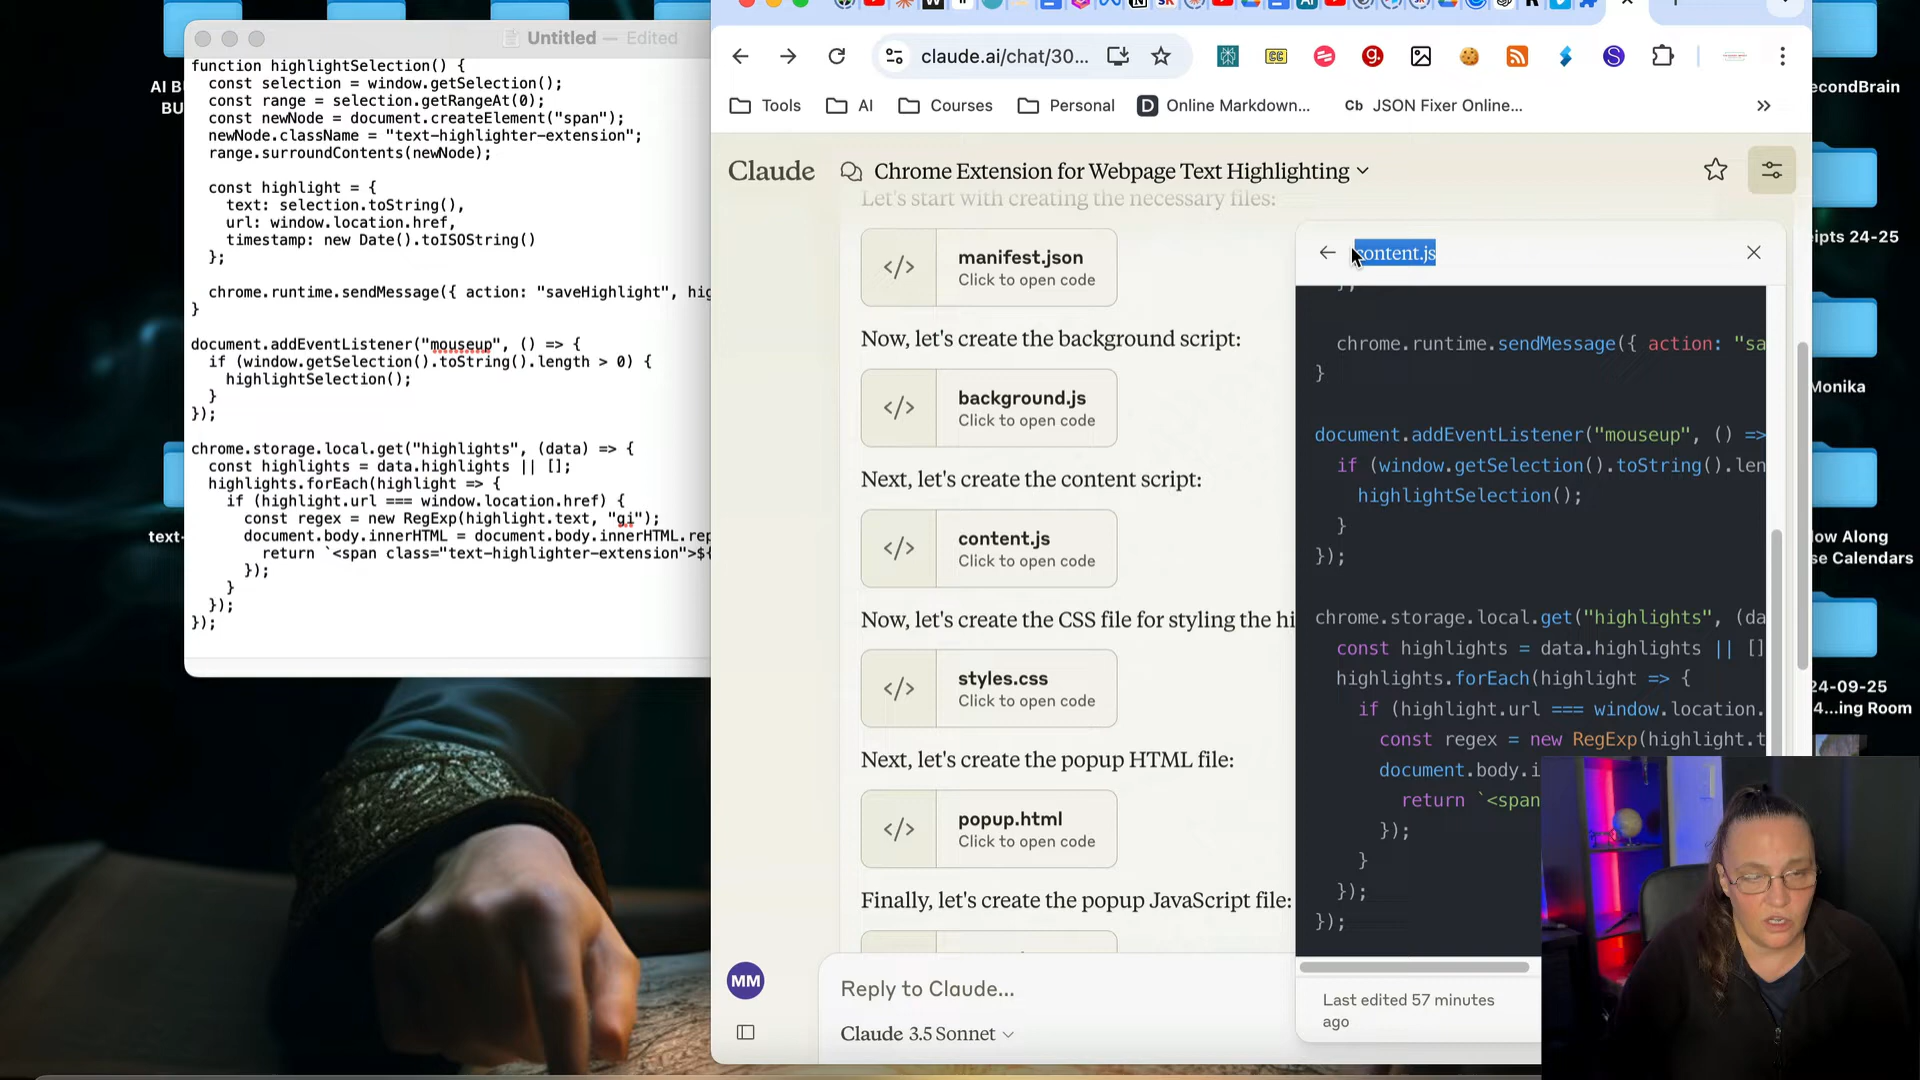 AI BU
BU
text-
Untitled — Edited
function highlightSelection() {
const selection = window.getSelection();
const range = selection.getRangeAt(0);
const newNode = document.createElement("span");
newNode.className = "text-highlighter-extension";
range.surroundContents(newNode);
const highlight = {
text: selection.toString(),
url: window.location.href,
timestamp: new Date().toISOString()
};
chrome.runtime.sendMessage({ action: "saveHighlight", hig
}
document.addEventListener("mouseup", () => {
if (window.getSelection().toString().length > 0) {
highlightSelection();
}
});
chrome.storage.local.get("highlights", (data) => {
const highlights = data.highlights || [];
highlights.forEach(highlight => {
if (highlight.url === window.location.href) {
const regex = new RegExp(highlight.text, "gi");
document.body.innerHTML = document.body.innerHTML.rep
return `<span class="text-highlighter-extension">${
});
}
});
});
claude.ai/chat/30...
Tools
AI
Courses
Personal
Online Markdown...
Cb JSON Fixer Online...
»
Claude
Chrome Extension for Webpage Text Highlighting
Let's start with creating the necessary files:
</> manifest.json
Click to open code
Now, let's create the background script:
</> background.js
Click to open code
Next, let's create the content script:
</> content.js
Click to open code
Now, let's create the CSS file for styling the hi
</> styles.css
Click to open code
Next, let's create the popup HTML file:
</> popup.html
Click to open code
Finally, let's create the popup JavaScript file:
MM
Reply to Claude...
Claude 3.5 Sonnet
content.js
};
chrome.runtime.sendMessage({ action: "sa
}
document.addEventListener("mouseup", () =>
if (window.getSelection().toString().len
highlightSelection();
}
});
chrome.storage.local.get("highlights", (da
const highlights = data.highlights || []
highlights.forEach(highlight => {
if (highlight.url === window.location.
const regex = new RegExp(highlight.t
document.body.i
return `<span
});
}
});
});
Last edited 57 minutes
ago
econdBrain
ipts 24-25
Monika
ow Along
se Calendars
24-09-25
4...ing Room